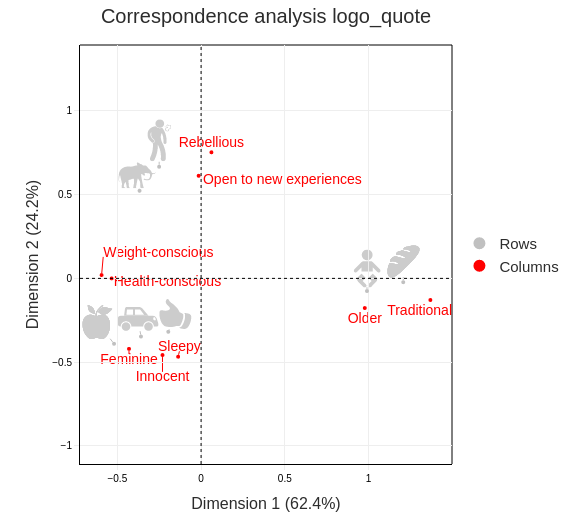 Correspondence analysis logo_quote
1
0.5
0
−0.5
−1
−0.5
0
0.5
1
Dimension 2 (24.2%)
Dimension 1 (62.4%)
Rebellious
Open to new experiences
Weight-conscious
Health-conscious
Older
Traditional
Sleepy
Feminine
Innocent
Rows
Columns